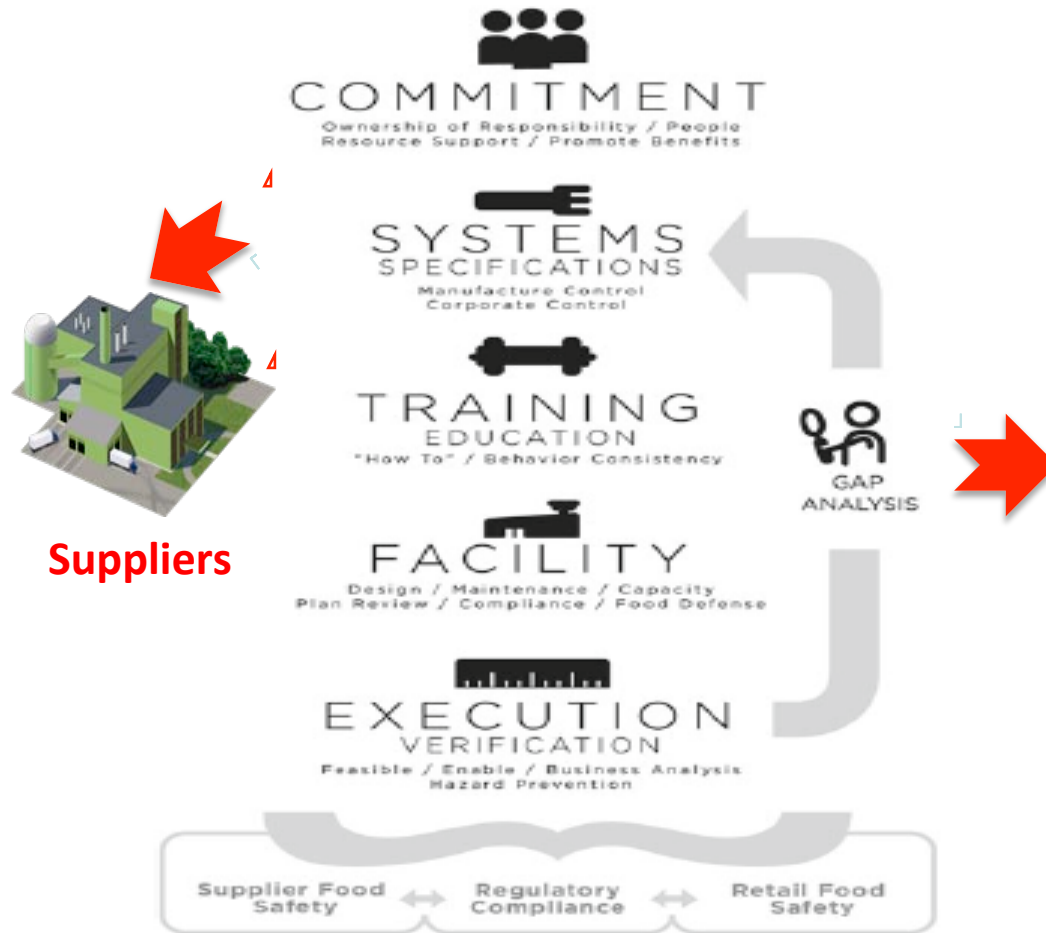 COMMITMENT
Ownership of Responsibility / People
Resource Support / Promote Benefits
SYSTEMS
SPECIFICATIONS
Manufacture Control
Corporate Control
TRAINING
EDUCATION
"How To" / Behavior Consistency
GAP
ANALYSIS
Suppliers
FACILITY
Design / Maintenance / Capacity
Plan Review / Compliance / Food Defense
EXECUTION
VERIFICATION
Feasible / Enable / Business Analysis
Hazard Prevention
Supplier Food
Safety
Regulatory
Compliance
Retail Food
Safety